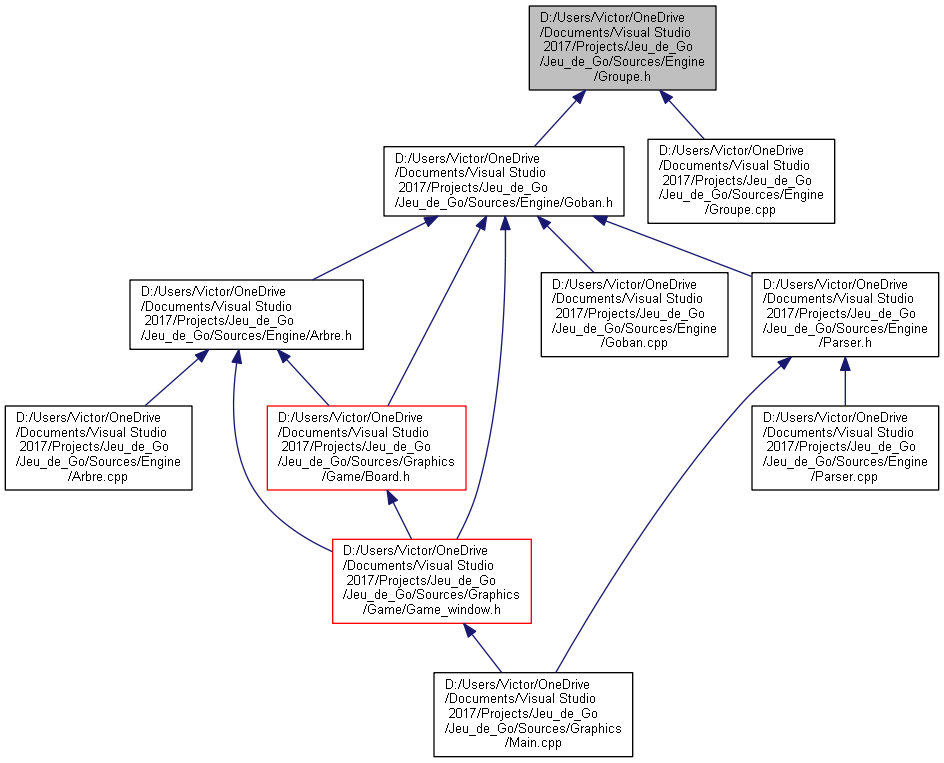 D:/Users/Victor/OneDrive
/Documents/Visual Studio
2017/Projects/Jeu_de_Go
/Jeu_de_Go/Sources/Engine
/Groupe.h
D:/Users/Victor/OneDrive
/Documents/Visual Studio
2017/Projects/Jeu_de_Go
/Jeu_de_Go/Sources/Engine/Goban.h
D:/Users/Victor/OneDrive
/Documents/Visual Studio
2017/Projects/Jeu_de_Go
/Jeu_de_Go/Sources/Engine
/Groupe.cpp
D:/Users/Victor/OneDrive
/Documents/Visual Studio
2017/Projects/Jeu_de_Go
/Jeu_de_Go/Sources/Engine/Arbre.h
D:/Users/Victor/OneDrive
/Documents/Visual Studio
2017/Projects/Jeu_de_Go
/Jeu_de_Go/Sources/Engine
/Goban.cpp
D:/Users/Victor/OneDrive
/Documents/Visual Studio
2017/Projects/Jeu_de_Go
/Jeu_de_Go/Sources/Engine
/Parser.h
D:/Users/Victor/OneDrive
/Documents/Visual Studio
2017/Projects/Jeu_de_Go
/Jeu_de_Go/Sources/Engine
/Arbre.cpp
D:/Users/Victor/OneDrive
/Documents/Visual Studio
2017/Projects/Jeu_de_Go
/Jeu_de_Go/Sources/Graphics
/Game/Board.h
D:/Users/Victor/OneDrive
/Documents/Visual Studio
2017/Projects/Jeu_de_Go
/Jeu_de_Go/Sources/Engine
/Parser.cpp
D:/Users/Victor/OneDrive
/Documents/Visual Studio
2017/Projects/Jeu_de_Go
/Jeu_de_Go/Sources/Graphics
/Game/Game_window.h
D:/Users/Victor/OneDrive
/Documents/Visual Studio
2017/Projects/Jeu_de_Go
/Jeu_de_Go/Sources/Graphics
/Main.cpp